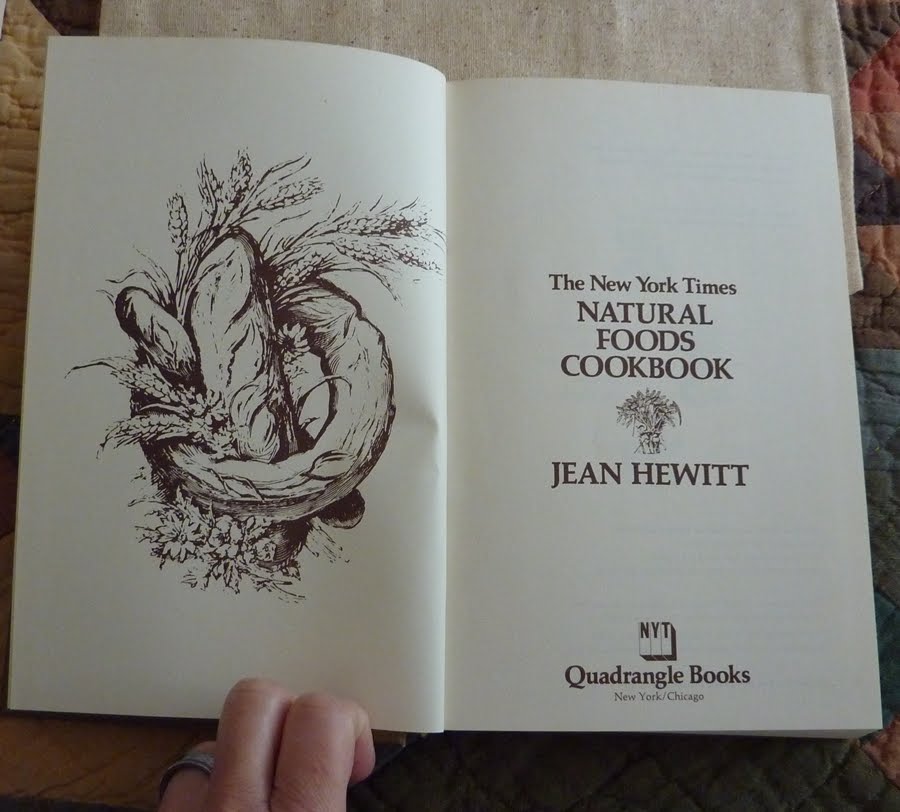 The New York Times
NATURAL
FOODS
COOKBOOK
JEAN HEWITT
NYT
Quadrangle Books
New York/Chicago